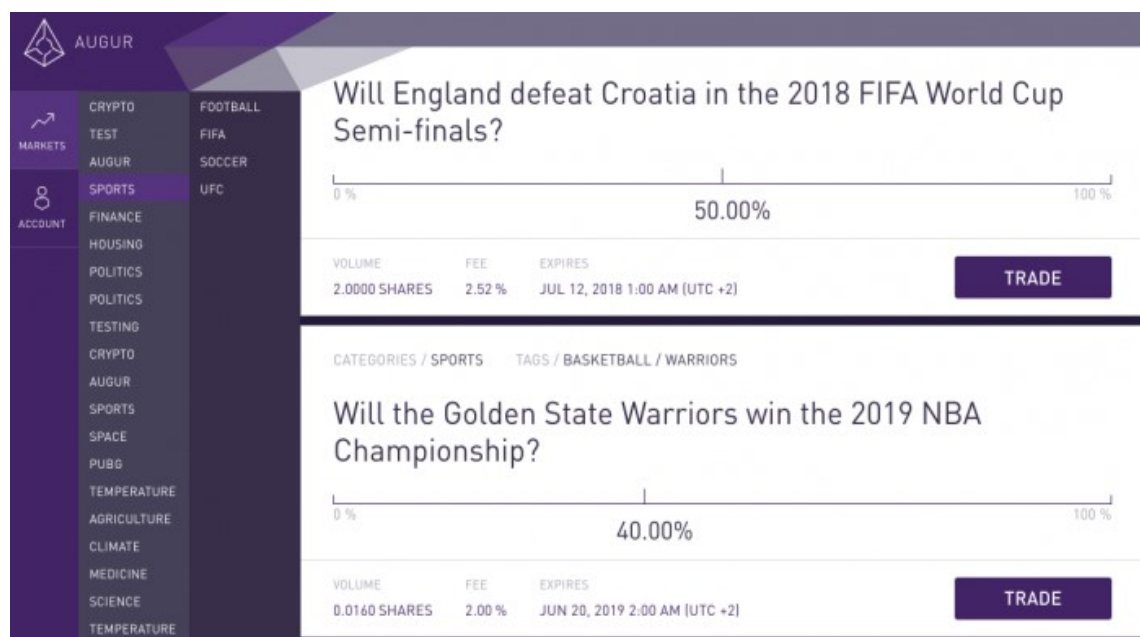 AUGUR
MARKETS
ACCOUNT
CRYPTO
TEST
AUGUR
SPORTS
FINANCE
HOUSING
POLITICS
POLITICS
TESTING
CRYPTO
AUGUR
SPORTS
SPACE
PUBG
TEMPERATURE
AGRICULTURE
CLIMATE
MEDICINE
SCIENCE
TEMPERATURE
FOOTBALL
FIFA
SOCCER
UFC
Will England defeat Croatia in the 2018 FIFA World Cup
Semi-finals?
0 % 100 %
50.00%
VOLUME FEE EXPIRES
2.0000 SHARES 2.52 % JUL 12, 2018 1:00 AM (UTC +2)
TRADE
CATEGORIES / SPORTS TAGS / BASKETBALL / WARRIORS
Will the Golden State Warriors win the 2019 NBA
Championship?
0 % 100 %
40.00%
VOLUME FEE EXPIRES
0.0160 SHARES 2.00 % JUN 20, 2019 2:00 AM (UTC +2)
TRADE